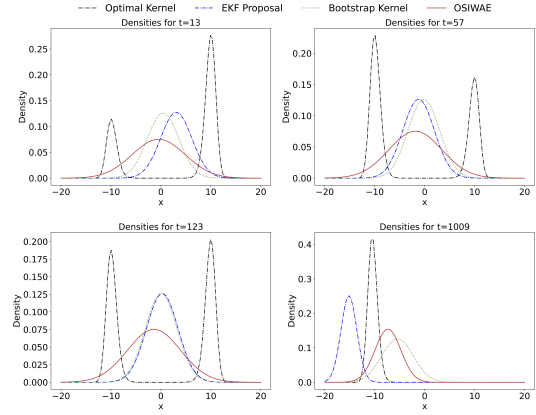 Optimal Kernel EKF Proposal Bootstrap Kernel OSIWAE
Densities for t=13
Density
0.25
0.20
0.15
0.10
0.05
0.00
−20 −10 0 10 20
x
Densities for t=57
Density
0.20
0.15
0.10
0.05
0.00
−20 −10 0 10 20
x
Densities for t=123
Density
0.200
0.175
0.150
0.125
0.100
0.075
0.050
0.025
0.000
−20 −10 0 10 20
x
Densities for t=1009
Density
0.4
0.3
0.2
0.1
0.0
−20 −10 0 10 20
x